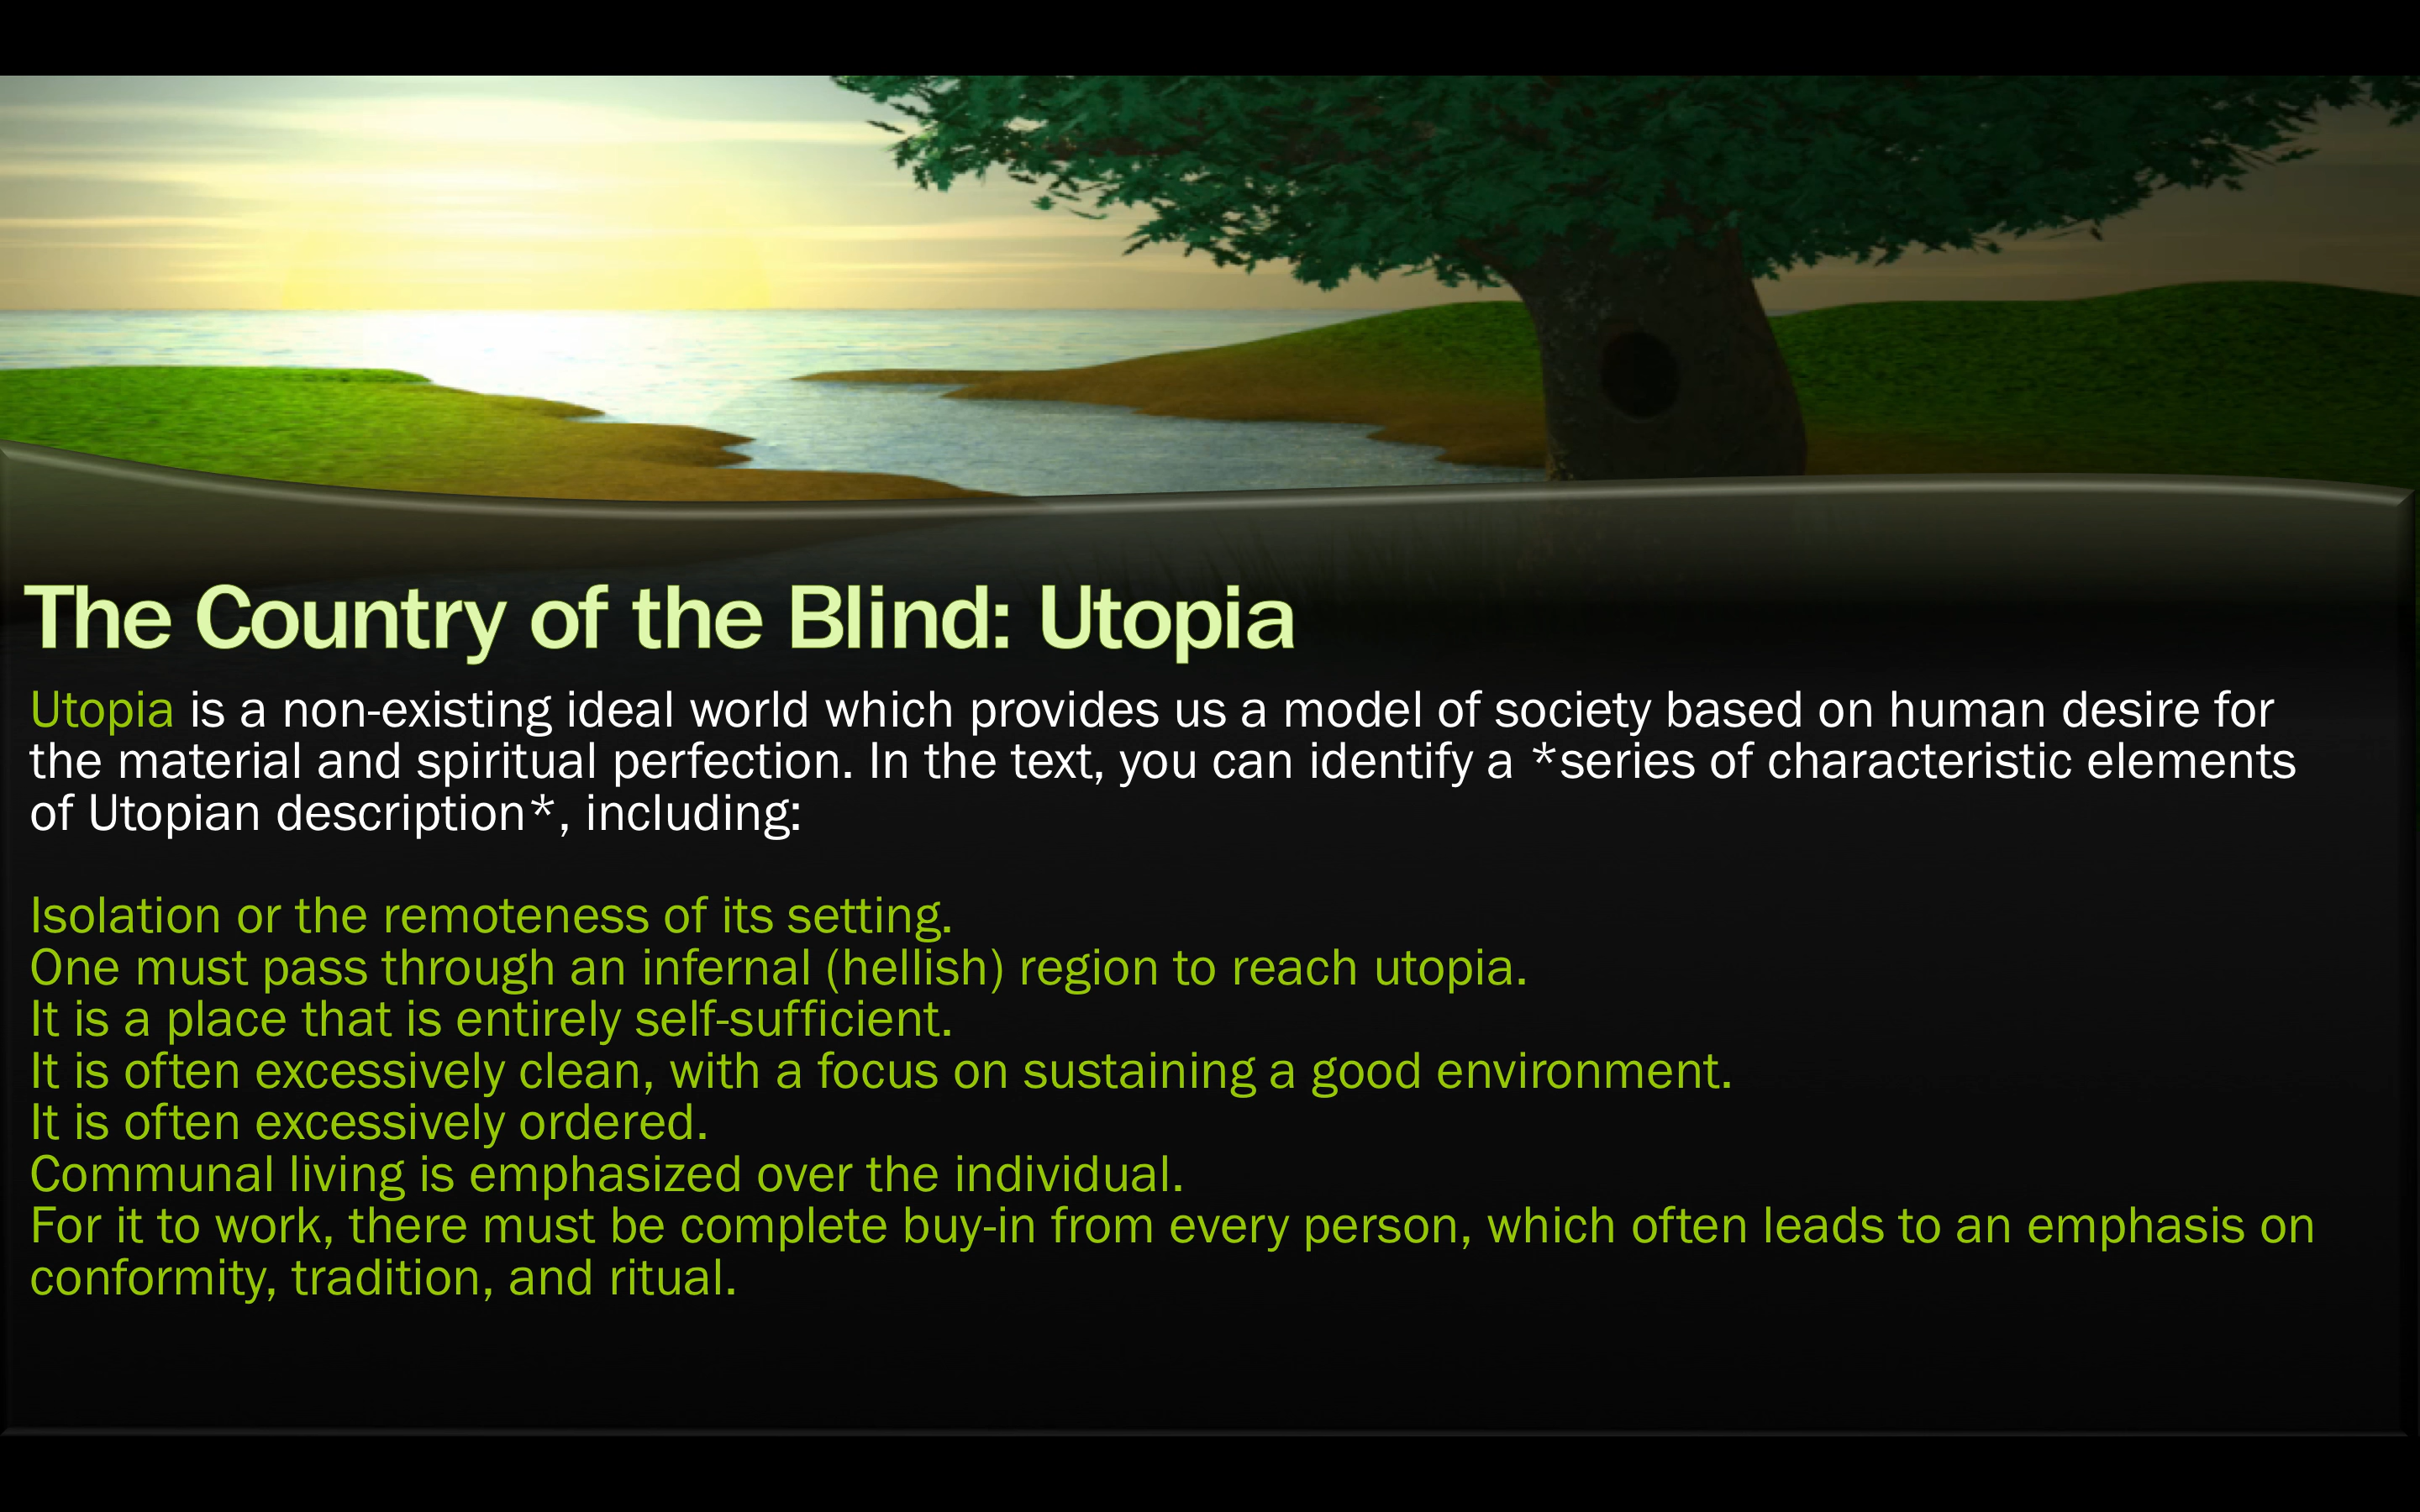 The Country of the Blind: Utopia
Utopia is a non-existing ideal world which provides us a model of society based on human desire for
the material and spiritual perfection. In the text, you can identify a *series of characteristic elements
of Utopian description*, including:
Isolation or the remoteness of its setting.
One must pass through an infernal (hellish) region to reach utopia.
It is a place that is entirely self-sufficient.
It is often excessively clean, with a focus on sustaining a good environment.
It is often excessively ordered.
Communal living is emphasized over the individual.
For it to work, there must be complete buy-in from every person, which often leads to an emphasis on
conformity, tradition, and ritual.